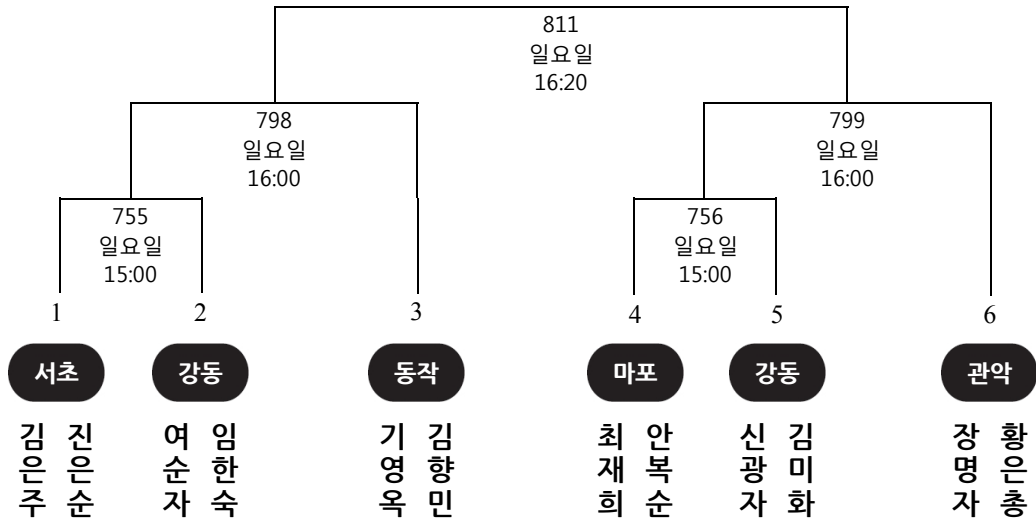 811
일요일
16:20
798
일요일
16:00
799
일요일
16:00
755
일요일
15:00
756
일요일
15:00
1 2 3 4 5 6
서초 강동 동작 마포 강동 관악
김은주 진은순 여순자 임한숙 기영옥 김향민 최재희 안복순 신광자 김미화 장명자 황은총